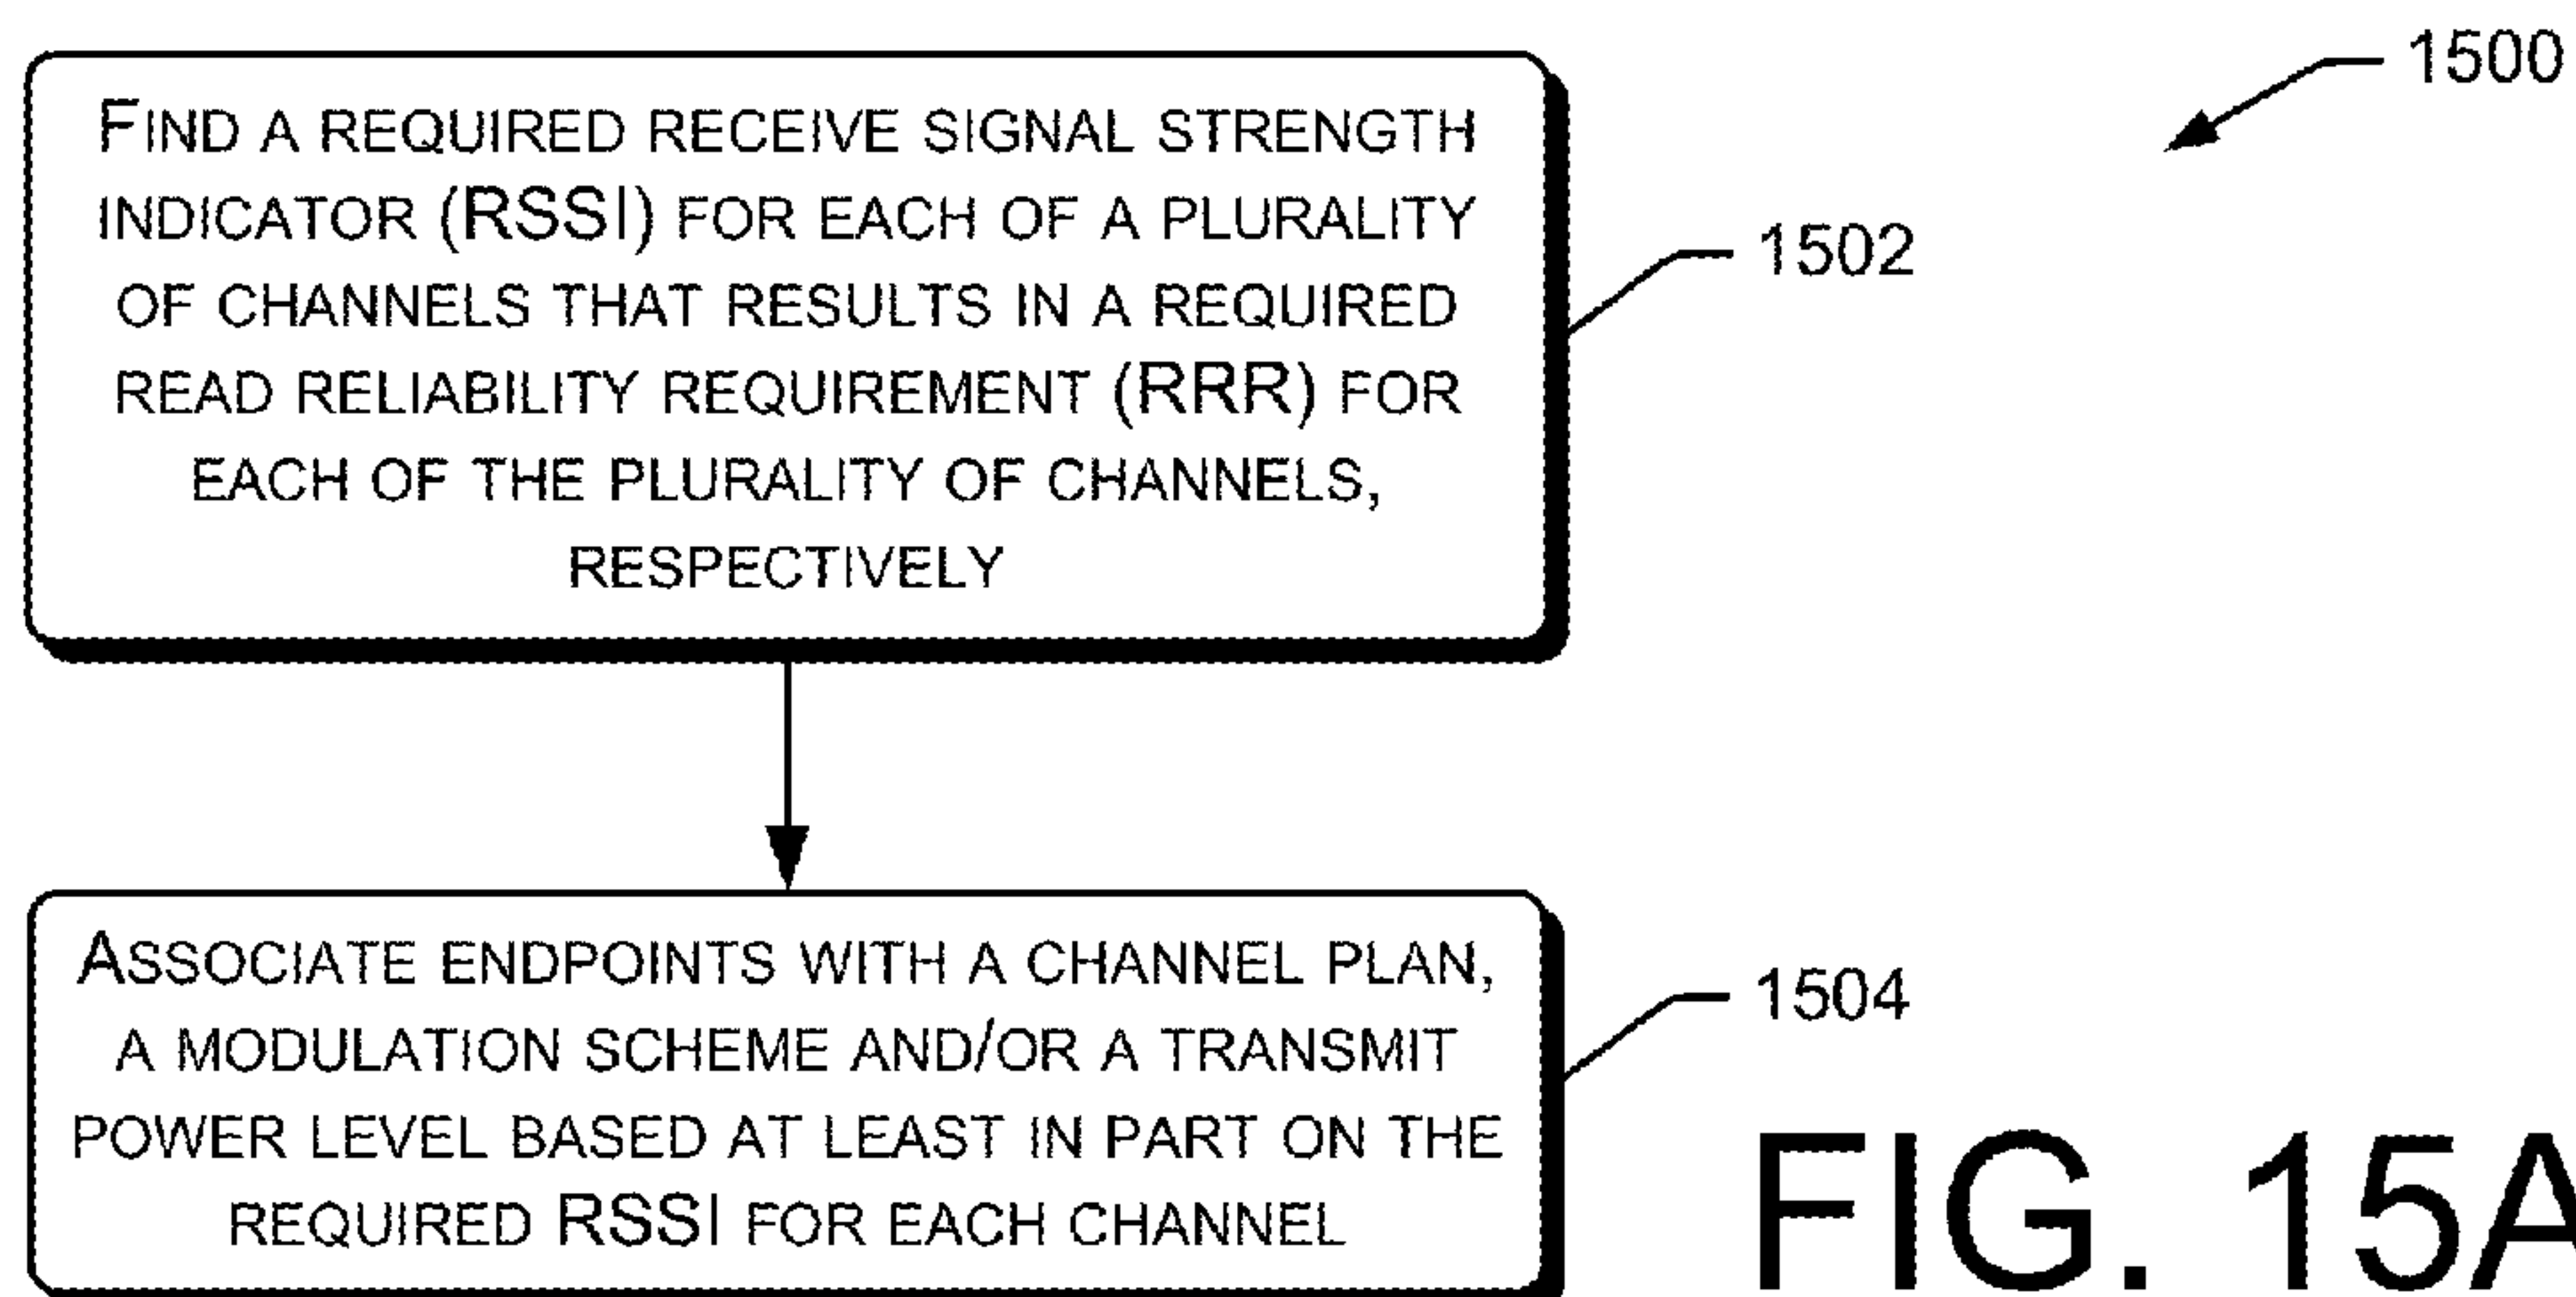 1500
FIND A REQUIRED RECEIVE SIGNAL STRENGTH
INDICATOR (RSSI) FOR EACH OF A PLURALITY
OF CHANNELS THAT RESULTS IN A REQUIRED
READ RELIABILITY REQUIREMENT (RRR) FOR
EACH OF THE PLURALITY OF CHANNELS,
RESPECTIVELY
1502
ASSOCIATE ENDPOINTS WITH A CHANNEL PLAN,
A MODULATION SCHEME AND/OR A TRANSMIT
POWER LEVEL BASED AT LEAST IN PART ON THE
REQUIRED RSSI FOR EACH CHANNEL
1504
FIG. 15A